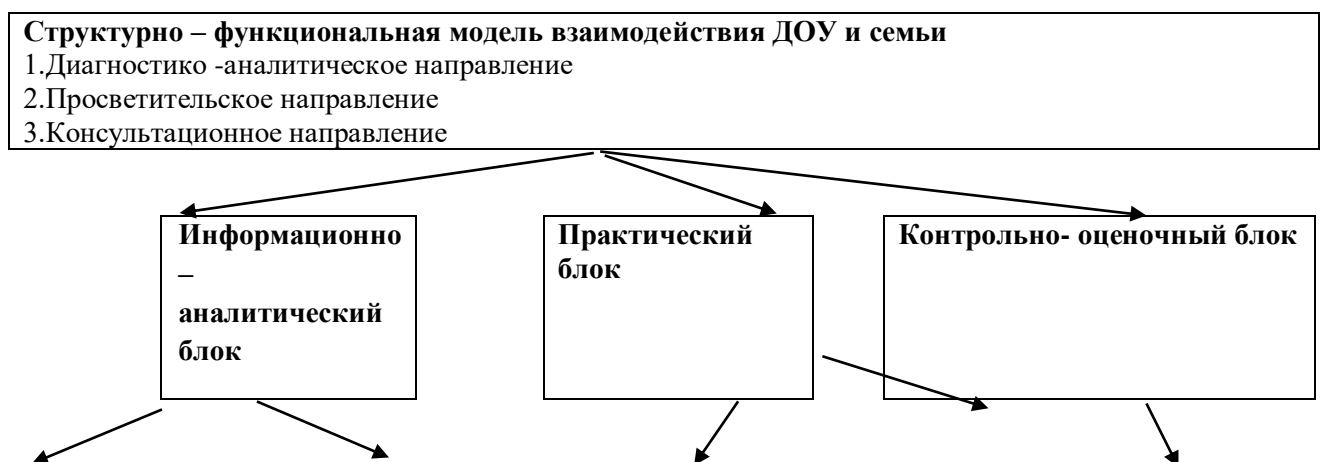 Структурно – функциональная модель взаимодействия ДОУ и семьи
1.Диагностико -аналитическое направление
2.Просветительское направление
3.Консультационное направление
Информационно
–
аналитический
блок
Практический
блок
Контрольно- оценочный блок